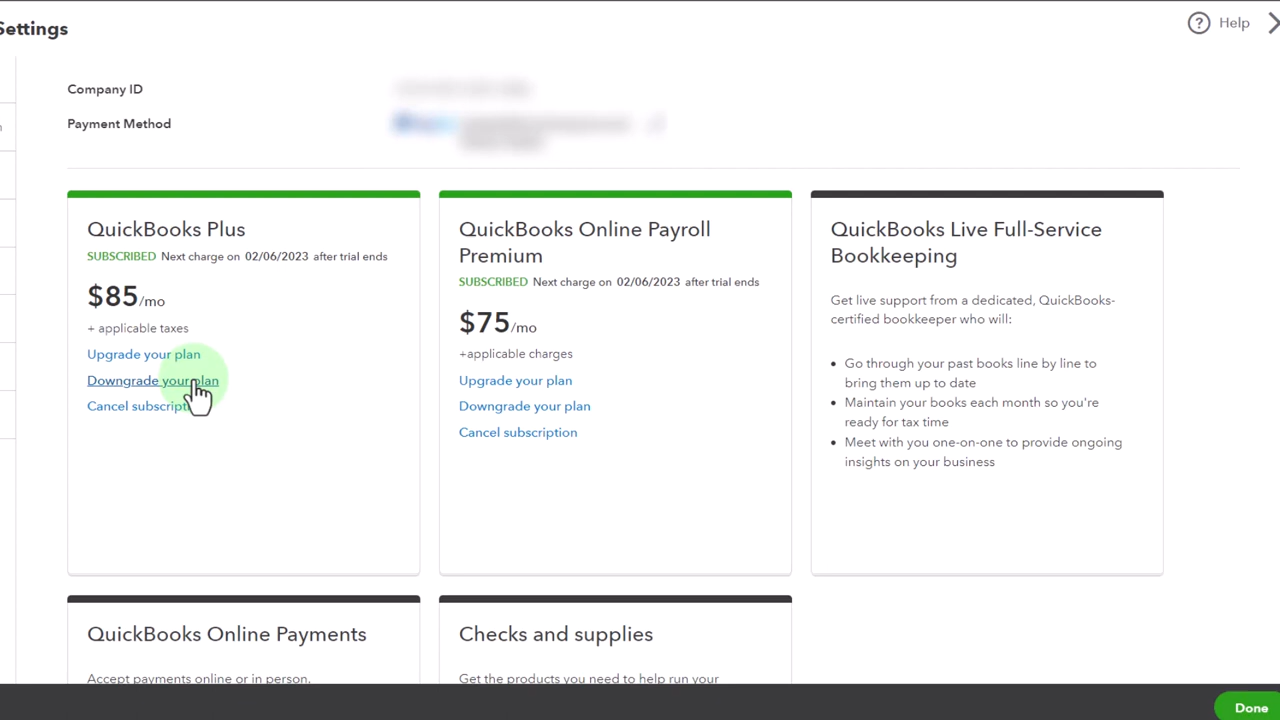 Settings
Help
Company ID
Payment Method
QuickBooks Plus
SUBSCRIBED Next charge on 02/06/2023 after trial ends
$85/mo
+ applicable taxes
Upgrade your plan
Downgrade your plan
Cancel
QuickBooks Online Payroll
Premium
SUBSCRIBED Next charge on 02/06/2023 after trial ends
$75/mo
+applicable charges
Upgrade your plan
Downgrade your plan
Cancel subscription
QuickBooks Live Full-Service
Bookkeeping
Get live support from a dedicated, QuickBooks-
certified bookkeeper who will:
• Go through your past books line by line to
bring them up to date
• Maintain your books each month so you're
ready for tax time
• Meet with you one-on-one to provide ongoing
insights on your business
QuickBooks Online Payments
Accept payments online or in person.
Checks and supplies
Get the products you need to help run your
Done